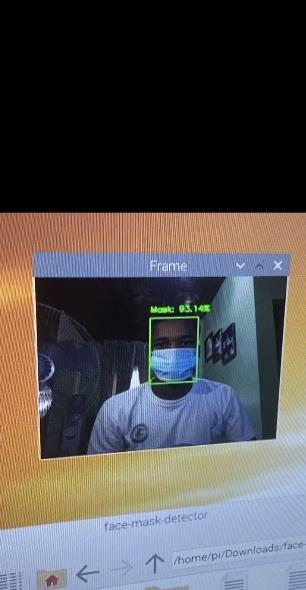 Frame
Mask: 93.14%
face-mask-detector
/home/pi/Downloads/face-